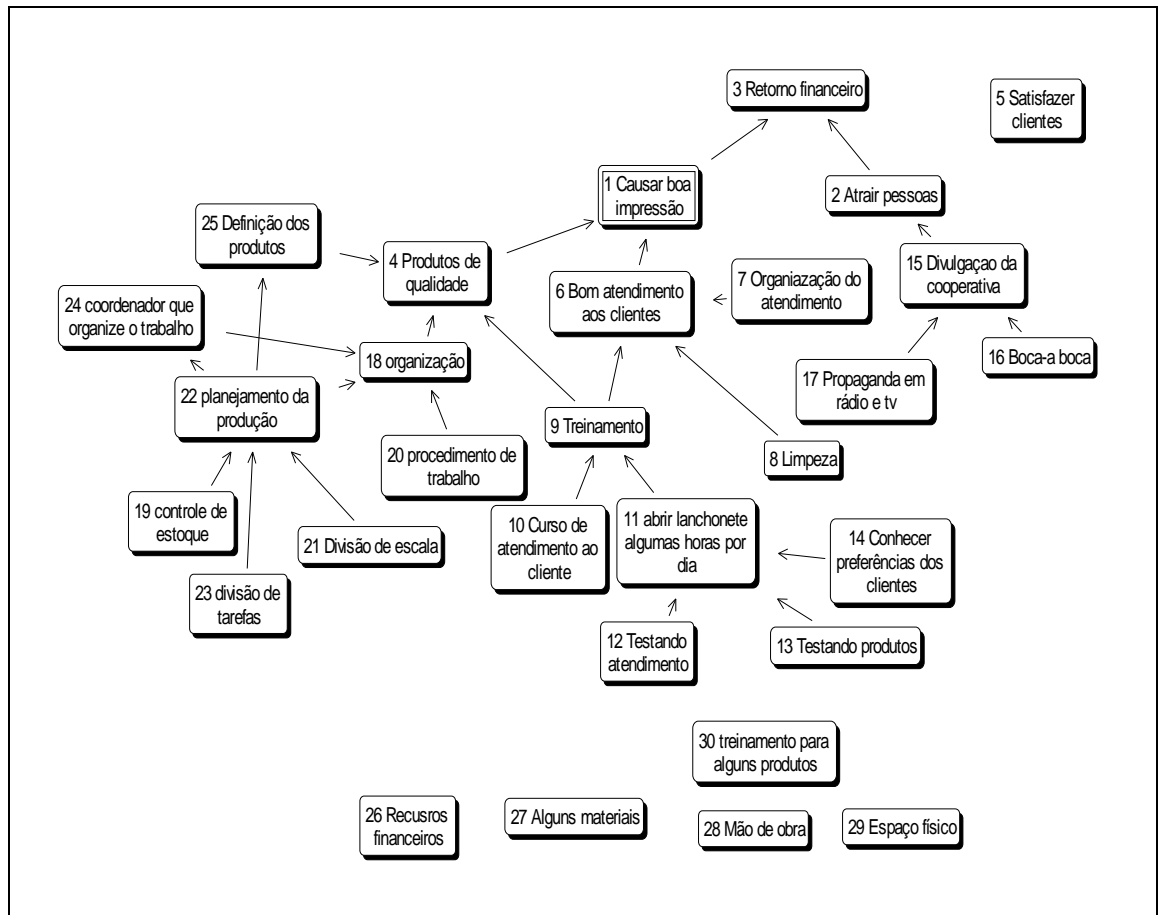 3 Retorno financeiro
5 Satisfazer
clientes
1 Causar boa
impressão
2 Atrair pessoas
25 Definição dos
produtos
4 Produtos de
qualidade
15 Divulgaçao da
cooperativa
7 Organiazação do
atendimento
6 Bom atendimento
aos clientes
24 coordenador que
organize o trabalho
18 organização
16 Boca-a boca
17 Propaganda em
rádio e tv
22 planejamento da
produção
9 Treinamento
20 procedimento de
trabalho
8 Limpeza
19 controle de
estoque
21 Divisão de escala
10 Curso de
atendimento ao
cliente
11 abrir lanchonete
algumas horas por
dia
14 Conhecer
preferências dos
clientes
23 divisão de
tarefas
12 Testando
atendimento
13 Testando produtos
30 treinamento para
alguns produtos
26 Recusros
financeiros
27 Alguns materiais
28 Mão de obra
29 Espaço físico